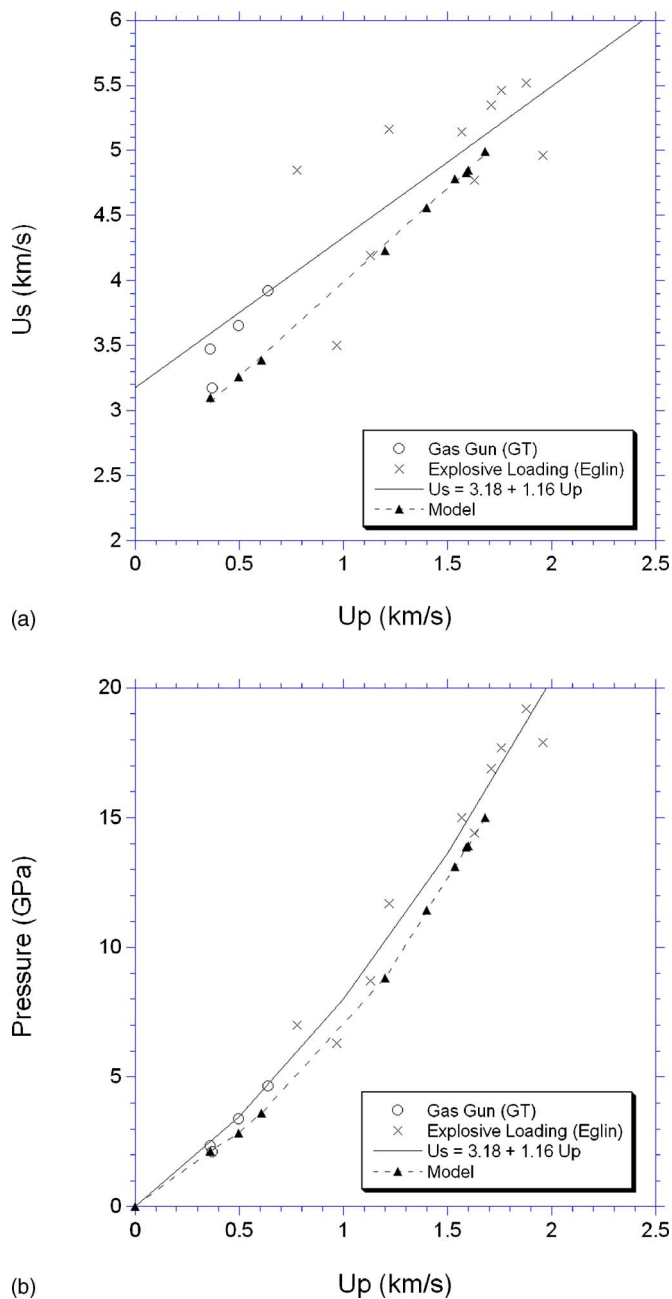 6
5.5
5
4.5
4
3.5
3
2.5
2
Us (km/s)
Gas Gun (GT)
Explosive Loading (Eglin)
Us = 3.18 + 1.16 Up
Model
0 0.5 1 1.5 2 2.5
(a)
Up (km/s)
20
15
10
5
0
Pressure (GPa)
Gas Gun (GT)
Explosive Loading (Eglin)
Us = 3.18 + 1.16 Up
Model
0 0.5 1 1.5 2 2.5
(b)
Up (km/s)